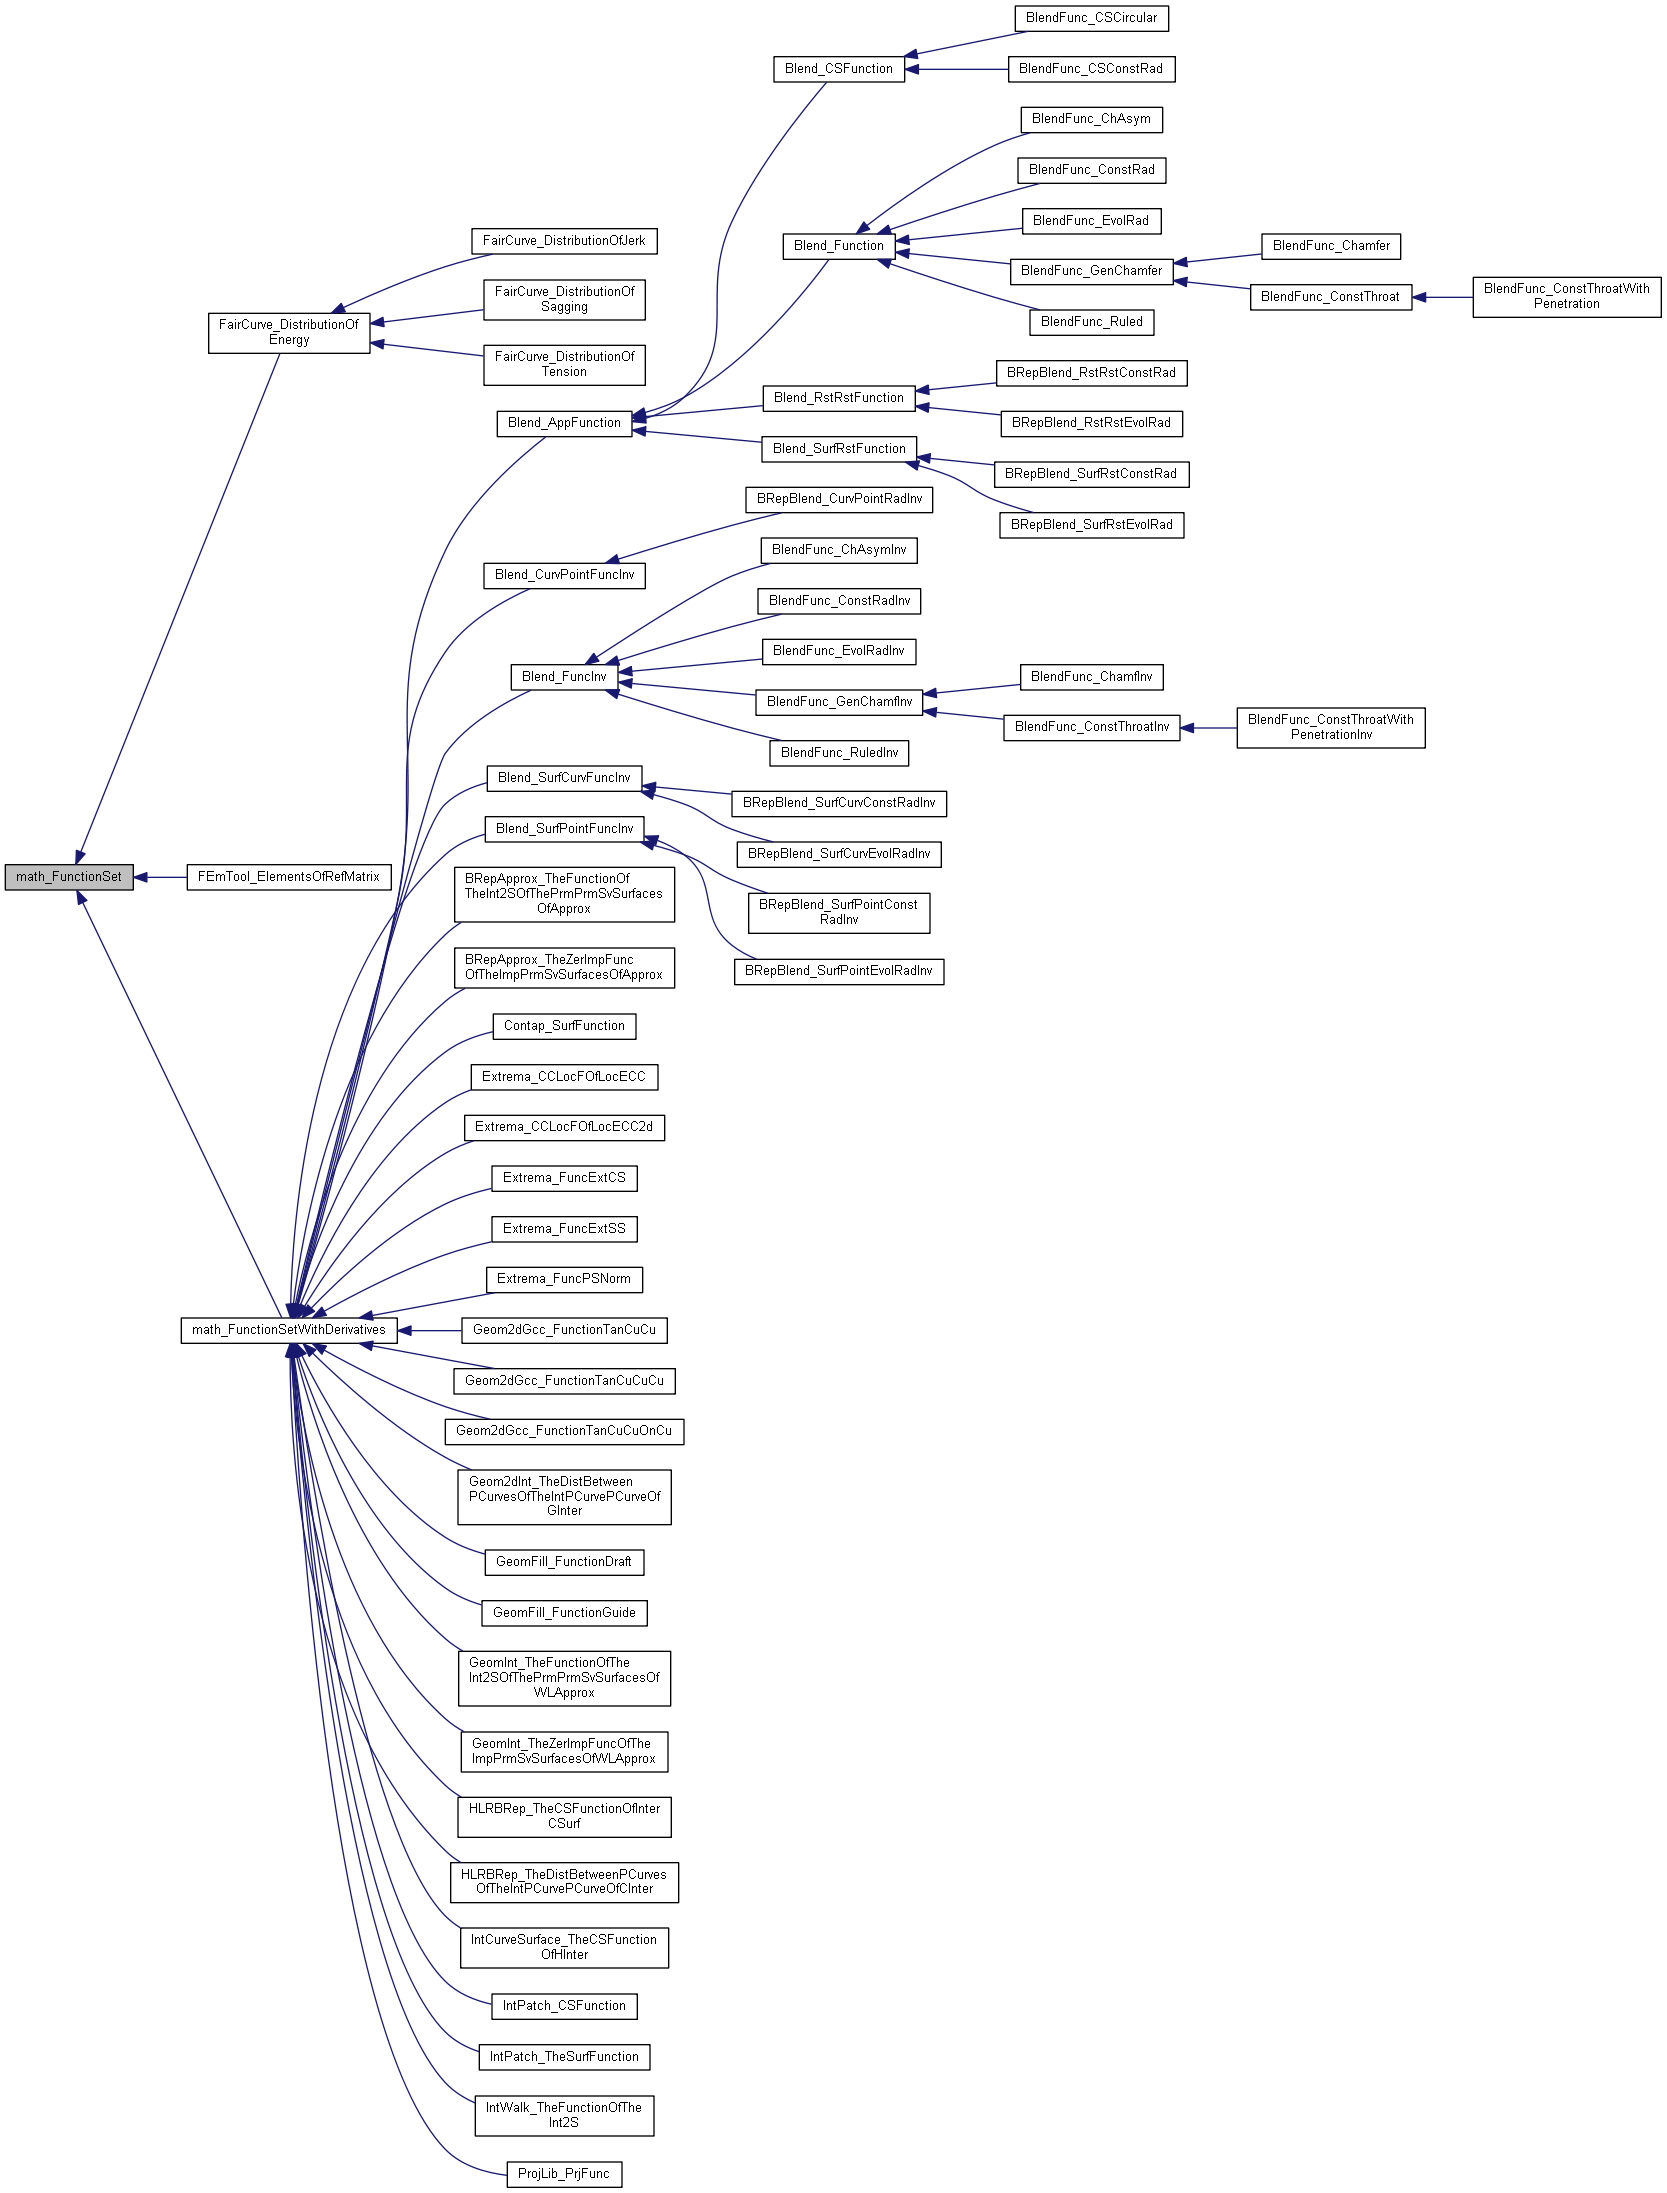 BlendFunc_CSCircular
Blend_CSFunction
BlendFunc_CSConstRad
BlendFunc_ChAsym
BlendFunc_ConstRad
BlendFunc_EvolRad
Blend_Function
BlendFunc_GenChamfer
BlendFunc_Chamfer
BlendFunc_ConstThroat
BlendFunc_ConstThroatWith
Penetration
BlendFunc_Ruled
FairCurve_DistributionOfJerk
FairCurve_DistributionOf
Sagging
FairCurve_DistributionOf
Energy
FairCurve_DistributionOf
Tension
BRepBlend_RstRstConstRad
Blend_RstRstFunction
BRepBlend_RstRstEvolRad
Blend_AppFunction
Blend_SurfRstFunction
BRepBlend_SurfRstConstRad
BRepBlend_SurfRstEvolRad
BRepBlend_CurvPointRadInv
Blend_CurvPointFuncInv
BlendFunc_ChAsymInv
BlendFunc_ConstRadInv
BlendFunc_EvolRadInv
Blend_FuncInv
BlendFunc_GenChamfInv
BlendFunc_ChamfInv
BlendFunc_ConstThroatInv
BlendFunc_ConstThroatWith
PenetrationInv
BlendFunc_RuledInv
Blend_SurfCurvFuncInv
BRepBlend_SurfCurvConstRadInv
Blend_SurfPointFuncInv
BRepBlend_SurfCurvEvolRadInv
math_FunctionSet
FEmTool_ElementsOfRefMatrix
BRepApprox_TheFunctionOf
TheInt2SOfThePrmPrmSvSurfaces
OfApprox
BRepBlend_SurfPointConst
RadInv
BRepApprox_TheZerImpFunc
OfTheImpPrmSvSurfacesOfApprox
BRepBlend_SurfPointEvolRadInv
Contap_SurfFunction
Extrema_CCLocFOfLocECC
Extrema_CCLocFOfLocECC2d
Extrema_FuncExtCS
Extrema_FuncExtSS
Extrema_FuncPSNorm
math_FunctionSetWithDerivatives
Geom2dGcc_FunctionTanCuCu
Geom2dGcc_FunctionTanCuCuCu
Geom2dGcc_FunctionTanCuCuOnCu
Geom2dInt_TheDistBetween
PCurvesOfTheIntPCurvePCurveOf
GInter
GeomFill_FunctionDraft
GeomFill_FunctionGuide
GeomInt_TheFunctionOfThe
Int2SOfThePrmPrmSvSurfacesOf
WLApprox
GeomInt_TheZerImpFuncOfThe
ImpPrmSvSurfacesOfWLApprox
HLRBRep_TheCSFunctionOfInter
CSurf
HLRBRep_TheDistBetweenPCurves
OfTheIntPCurvePCurveOfCInter
IntCurveSurface_TheCSFunction
OfHInter
IntPatch_CSFunction
IntPatch_TheSurfFunction
IntWalk_TheFunctionOfThe
Int2S
ProjLib_PrjFunc